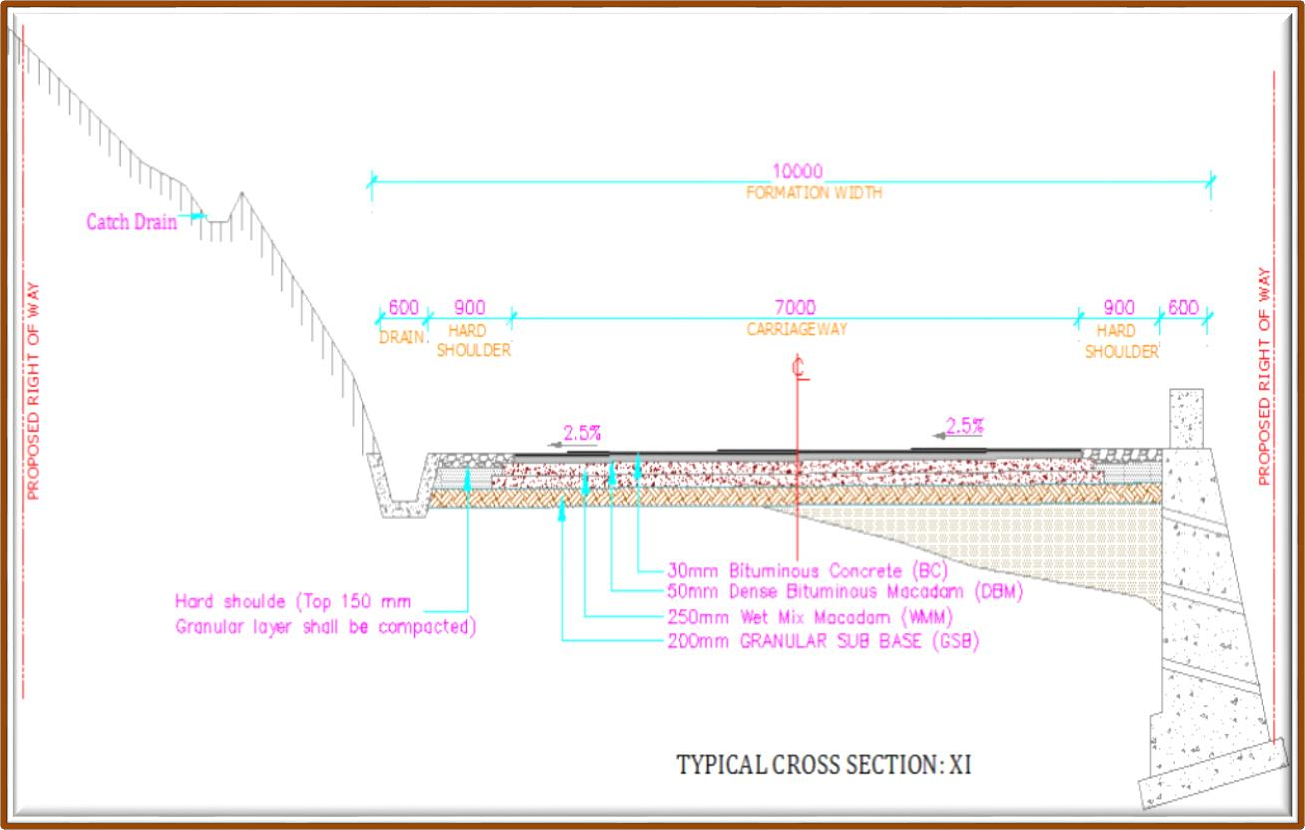 10000
FORMATION WIDTH
Catch Drain
PROPOSED RIGHT OF WAY
PROPOSED RIGHT OF WAY
600 900 7000 900 600
DRAIN HARD SHOULDER CARRIAGEWAY HARD SHOULDER
CL
2.5% 2.5%
30mm Bituminous Concrete (BC)
50mm Dense Bituminous Macadam (DBM)
Hard shoulde (Top 150 mm
Granular layer shall be compacted)
250mm Wet Mix Macadam (WMM)
200mm GRANULAR SUB BASE (GSB)
TYPICAL CROSS SECTION: XI